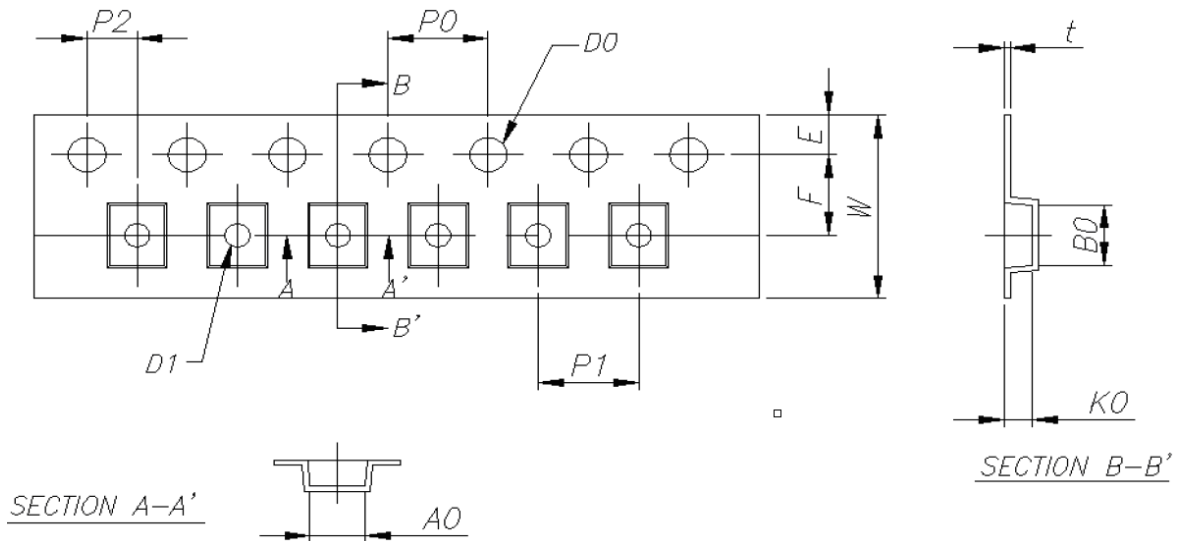 P2
P0
D0
t
B
E
F
W
B0
A
A'
B'
D1
P1
K0
SECTION B-B'
SECTION A-A'
A0